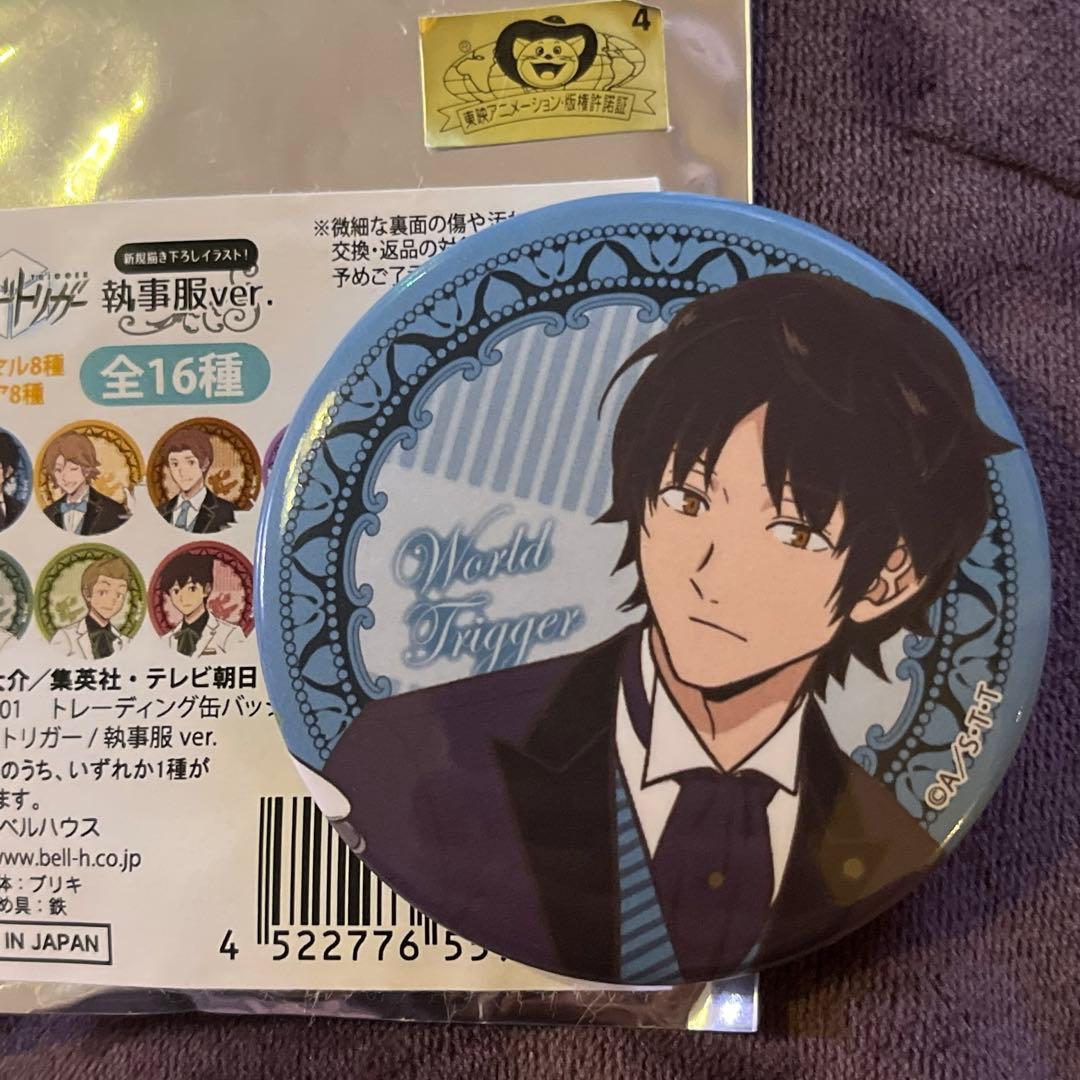 4
®
東映アニメーション・版権許諾証
※微細な裏面の傷や汚
交換・返品の対
予めご了
新規描き下ろしイラスト!
TRIGGER
ドトリガー
執事服ver.
マル8種
ア8種
全16種
World
Trigger
大介／集英社・テレビ朝日
01 トレーディング缶バッ
トリガー / 執事服 ver.
のうち、いずれか1種が
ます。
ベルハウス
www.bell-h.co.jp
体：ブリキ
め具：鉄
IN JAPAN
4 522776 55
©A/S・T・T